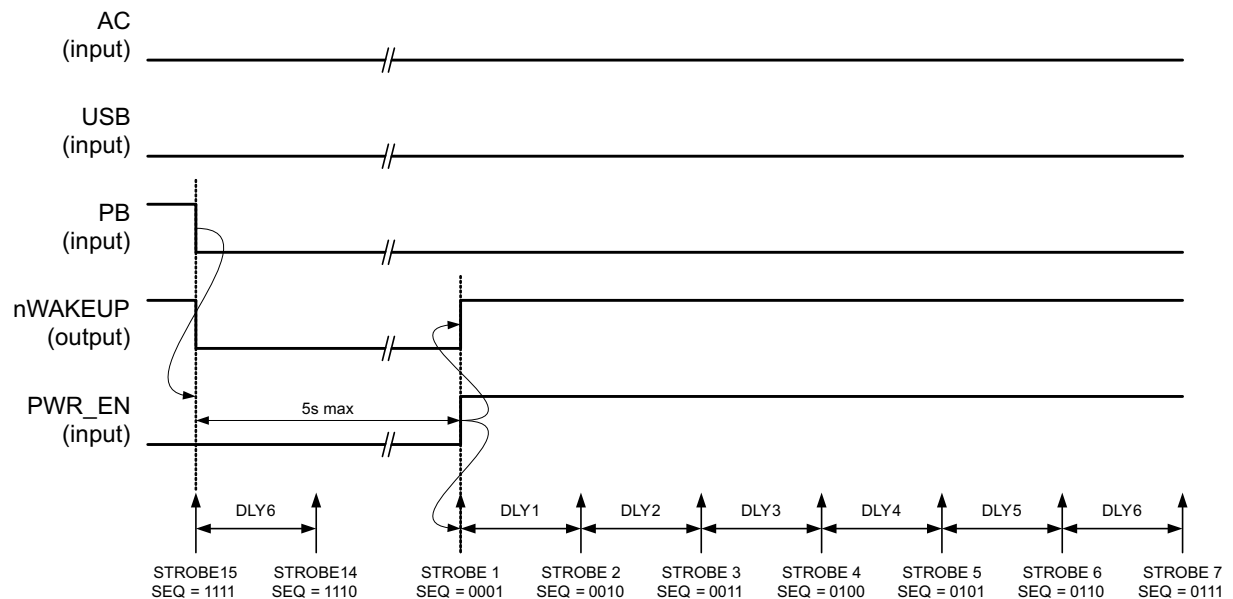 AC
(input)
USB
(input)
PB
(input)
nWAKEUP
(output)
PWR_EN
(input)
5s max
DLY6
DLY1
DLY2
DLY3
DLY4
DLY5
DLY6
STROBE15
SEQ = 1111
STROBE14
SEQ = 1110
STROBE 1
SEQ = 0001
STROBE 2
SEQ = 0010
STROBE 3
SEQ = 0011
STROBE 4
SEQ = 0100
STROBE 5
SEQ = 0101
STROBE 6
SEQ = 0110
STROBE 7
SEQ = 0111